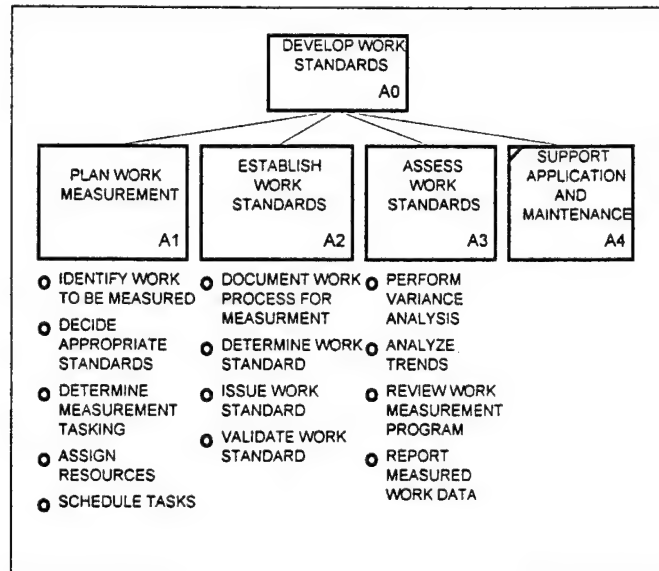 DEVELOP WORK
STANDARDS
A0
PLAN WORK
MEASUREMENT
A1
ESTABLISH
WORK
STANDARDS
A2
ASSESS
WORK
STANDARDS
A3
SUPPORT
APPLICATION
AND
MAINTENANCE
A4
IDENTIFY WORK
TO BE MEASURED
DECIDE
APPROPRIATE
STANDARDS
DETERMINE
MEASUREMENT
TASKING
ASSIGN
RESOURCES
SCHEDULE TASKS
DOCUMENT WORK
PROCESS FOR
MEASURMENT
DETERMINE WORK
STANDARD
ISSUE WORK
STANDARD
VALIDATE WORK
STANDARD
PERFORM
VARIANCE
ANALYSIS
ANALYZE
TRENDS
REVIEW WORK
MEASUREMENT
PROGRAM
REPORT
MEASURED
WORK DATA